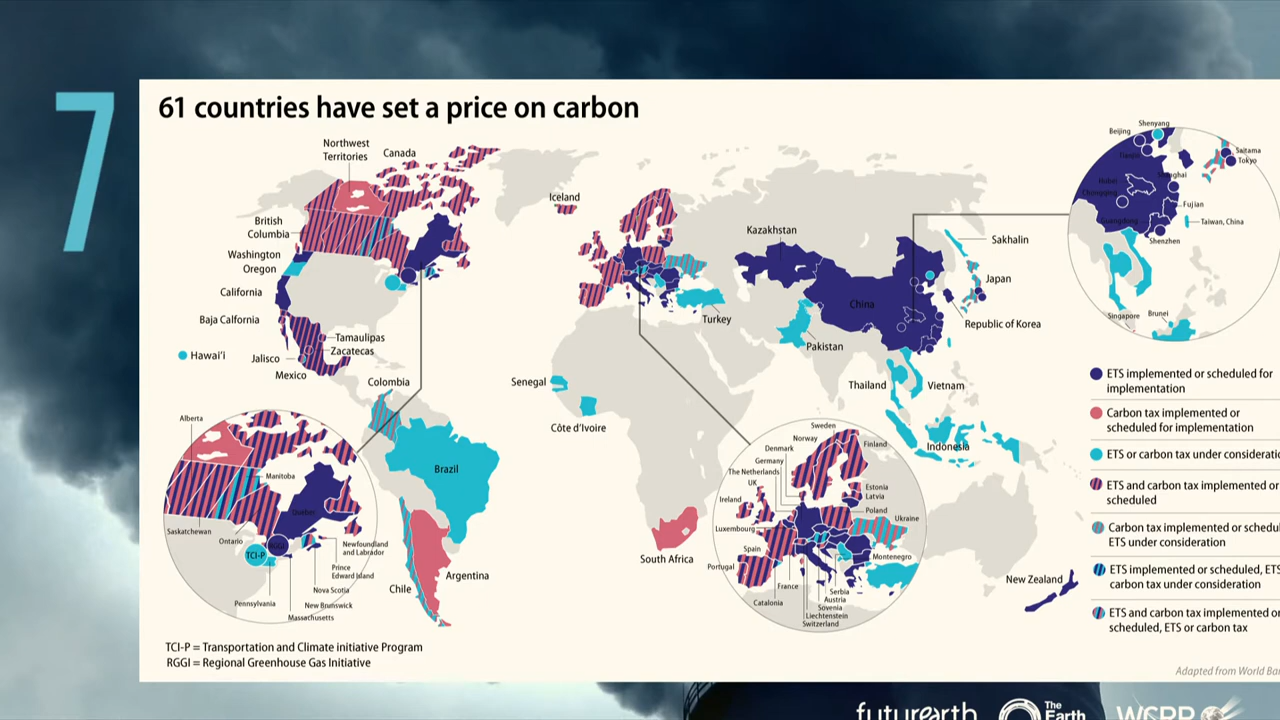 7
61 countries have set a price on carbon
Northwest
Territories
Canada
British
Columbia
Washington
Oregon
California
Baja Calfornia
Hawai'i
Jalisco
Mexico
Tamaulipas
Zacatecas
Colombia
Brazil
Chile
Argentina
Iceland
Senegal
Côte d'Ivoire
South Africa
Turkey
Kazakhstan
China
Pakistan
Thailand
Vietnam
Indonesia
Sakhalin
Japan
Republic of Korea
New Zealand
Alberta
Manitoba
Quebec
Saskatchewan
Ontario
TCI-P
RGGI
Newfoundland
and Labrador
Prince
Edward Island
Nova Scotia
New Brunswick
Pennsylvania
Massachusetts
Sweden
Norway
Finland
Denmark
Germany
The Netherlands
UK
Ireland
Estonia
Latvia
Poland
Ukraine
Luxembourg
Spain
Portugal
Montenegro
France
Catalonia
Serbia
Austria
Sovenia
Liechtenstein
Switzerland
Shenyang
Beijing
Tianjin
Saitama
Tokyo
Shanghai
Hubei
Chongqing
Fujian
Guangdong
Taiwan, China
Shenzhen
Singapore
Brunei
ETS implemented or scheduled for
implementation
Carbon tax implemented or
scheduled for implementation
ETS or carbon tax under consideratio
ETS and carbon tax implemented or
scheduled
Carbon tax implemented or schedu
ETS under consideration
ETS implemented or scheduled, ETS
carbon tax under consideration
ETS and carbon tax implemented or
scheduled, ETS or carbon tax
TCI-P = Transportation and Climate initiative Program
RGGI = Regional Greenhouse Gas Initiative
Adapted from World Ban
futurearth
The
Earth
WCRP